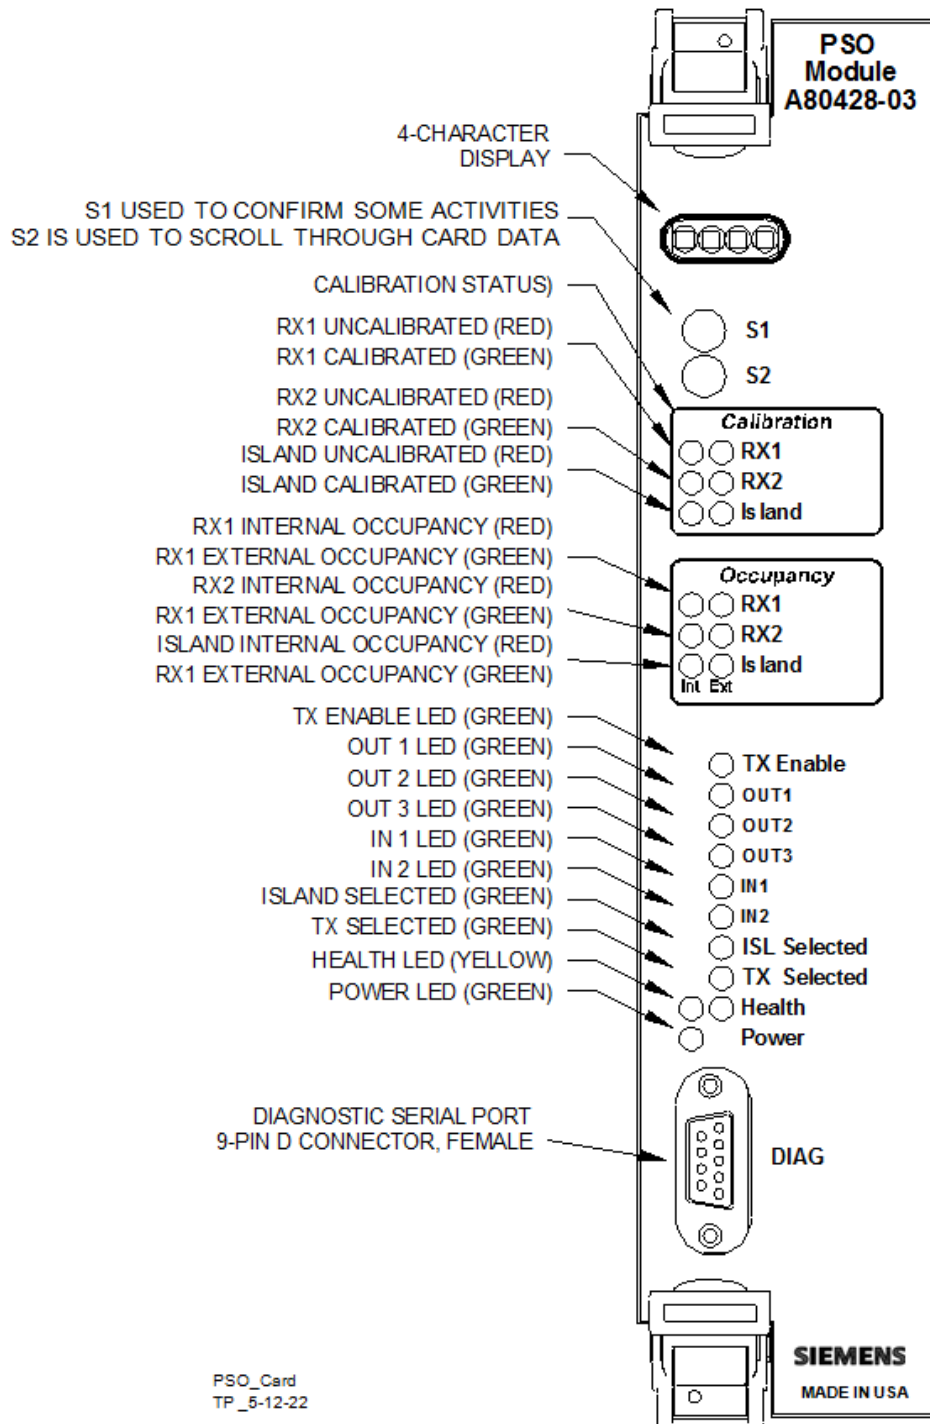 PSO
Module
A80428-03
4-CHARACTER
DISPLAY
S1 USED TO CONFIRM SOME ACTIVITIES
S2 IS USED TO SCROLL THROUGH CARD DATA
CALIBRATION STATUS)
S1
RX1 UNCALIBRATED (RED)
RX1 CALIBRATED (GREEN)
S2
RX2 UNCALIBRATED (RED)
RX2 CALIBRATED (GREEN)
ISLAND UNCALIBRATED (RED)
ISLAND CALIBRATED (GREEN)
Calibration
RX1
RX2
Island
RX1 INTERNAL OCCUPANCY (RED)
RX1 EXTERNAL OCCUPANCY (GREEN)
RX2 INTERNAL OCCUPANCY (RED)
RX1 EXTERNAL OCCUPANCY (GREEN)
ISLAND INTERNAL OCCUPANCY (RED)
RX1 EXTERNAL OCCUPANCY (GREEN)
Occupancy
RX1
RX2
Island
Int Ext
TX ENABLE LED (GREEN)
OUT 1 LED (GREEN)
OUT 2 LED (GREEN)
OUT 3 LED (GREEN)
IN 1 LED (GREEN)
IN 2 LED (GREEN)
ISLAND SELECTED (GREEN)
TX SELECTED (GREEN)
HEALTH LED (YELLOW)
POWER LED (GREEN)
TX Enable
OUT1
OUT2
OUT3
IN1
IN2
ISL Selected
TX Selected
Health
Power
DIAGNOSTIC SERIAL PORT
9-PIN D CONNECTOR, FEMALE
DIAG
SIEMENS
MADE IN USA
PSO_Card
TP_5-12-22